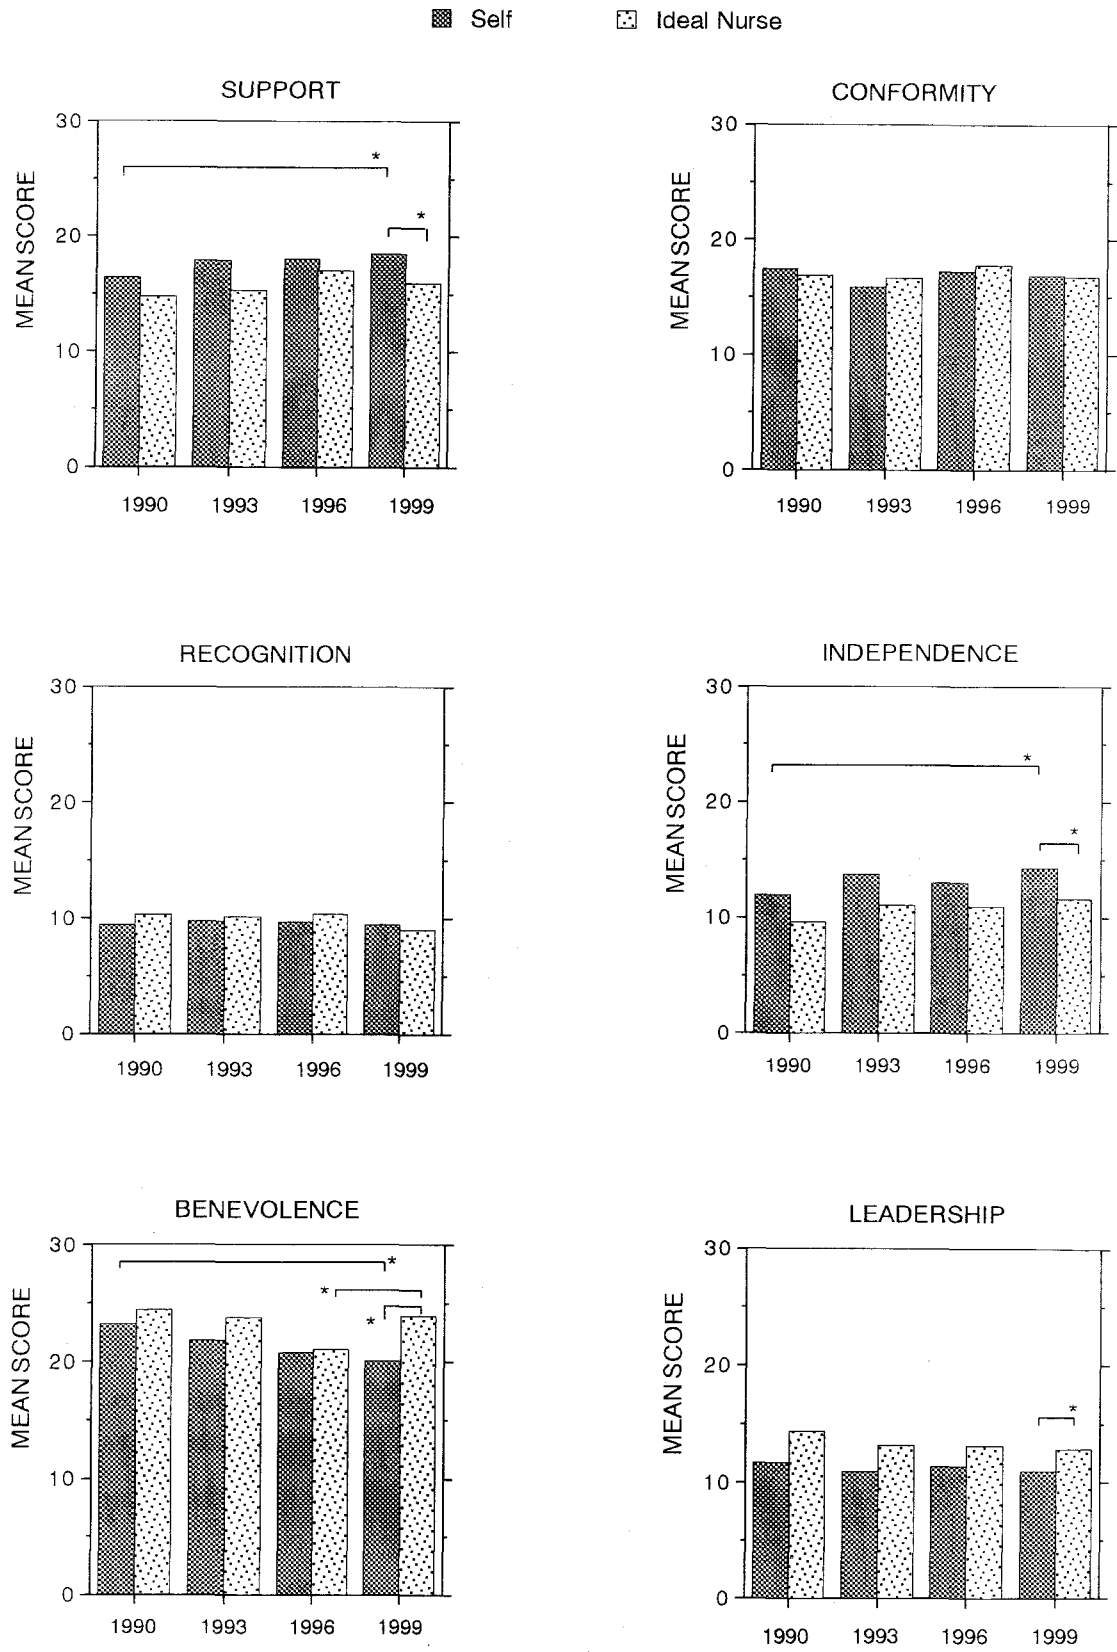 Self Ideal Nurse
SUPPORT
MEAN SCORE
30
*
*
20
10
0
1990 1993 1996 1999
CONFORMITY
MEAN SCORE
30
20
10
0
1990 1993 1996 1999
RECOGNITION
MEAN SCORE
30
20
10
0
1990 1993 1996 1999
INDEPENDENCE
MEAN SCORE
30
*
20
*
10
0
1990 1993 1996 1999
BENEVOLENCE
MEAN SCORE
30
*
*
*
20
10
0
1990 1993 1996 1999
LEADERSHIP
MEAN SCORE
30
20
*
10
0
1990 1993 1996 1999